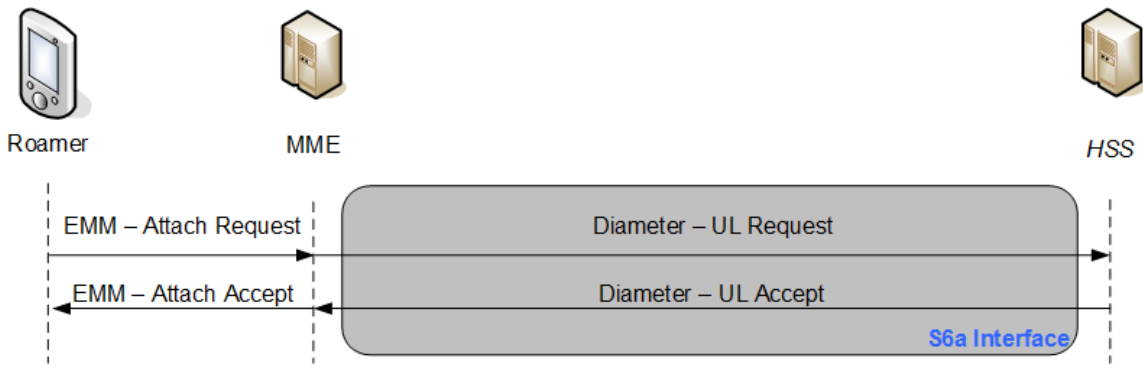 Roamer
MME
HSS
EMM – Attach Request
Diameter – UL Request
EMM – Attach Accept
Diameter – UL Accept
S6a Interface